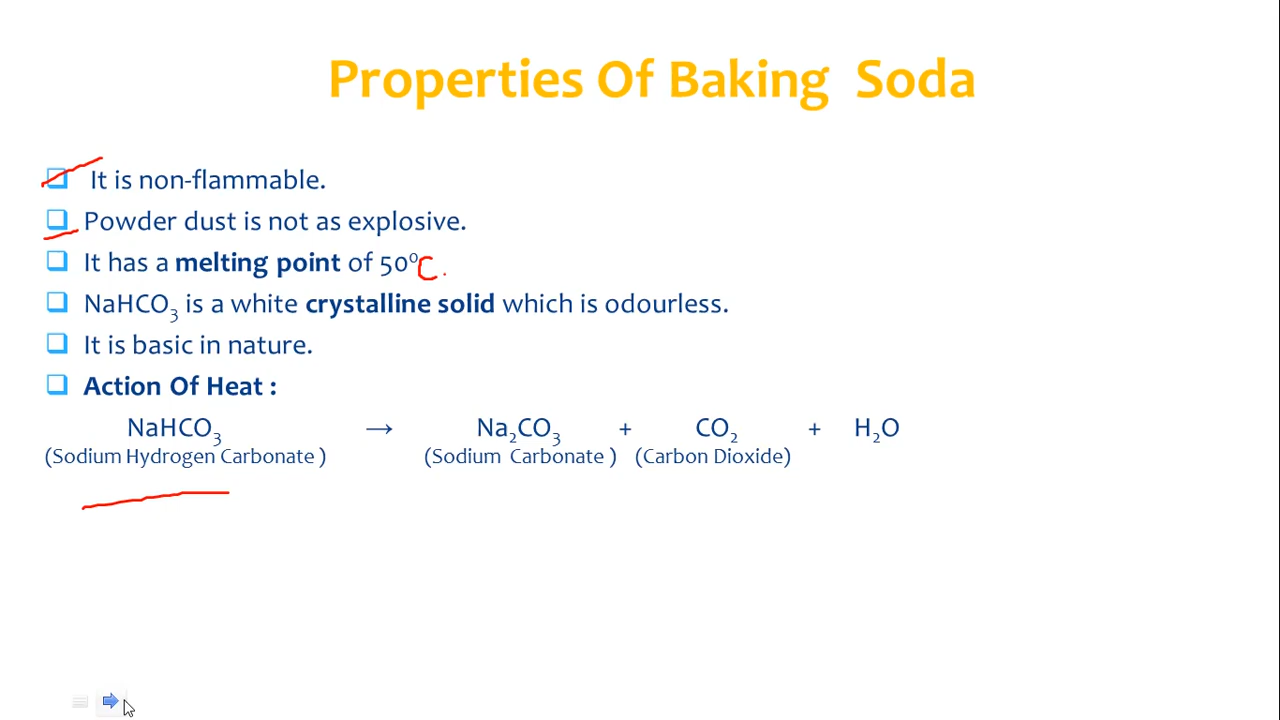 Properties Of Baking Soda
It is non-flammable.
Powder dust is not as explosive.
It has a melting point of 50⁰C.
NaHCO₃ is a white crystalline solid which is odourless.
It is basic in nature.
Action Of Heat :
NaHCO₃ → Na₂CO₃ + CO₂ + H₂O
(Sodium Hydrogen Carbonate ) (Sodium Carbonate ) (Carbon Dioxide)